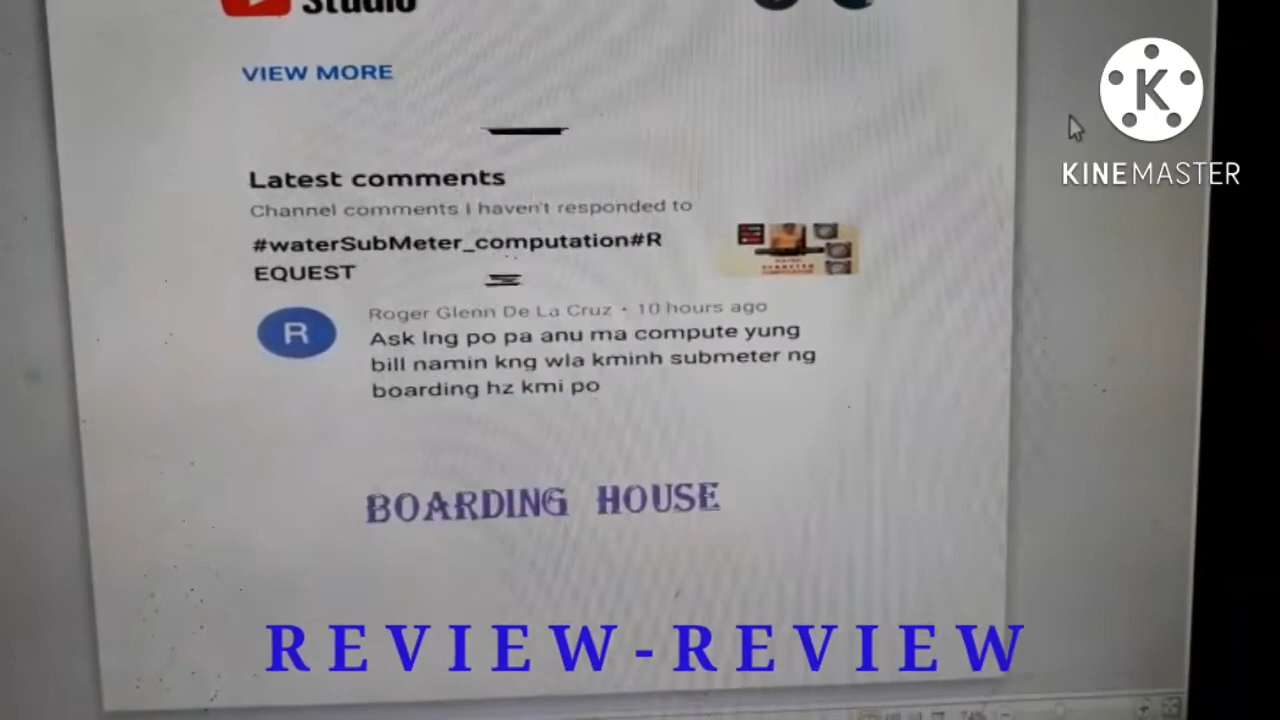 Studio
VIEW MORE
K
KINEMASTER
Latest comments
Channel comments I haven't responded to
#waterSubMeter_computation#R
EQUEST
R
Roger Glenn De La Cruz • 10 hours ago
Ask lng po pa anu ma compute yung
bill namin kng wla kminh submeter ng
boarding hz kmi po
BOARDING HOUSE
REVIEW-REVIEW